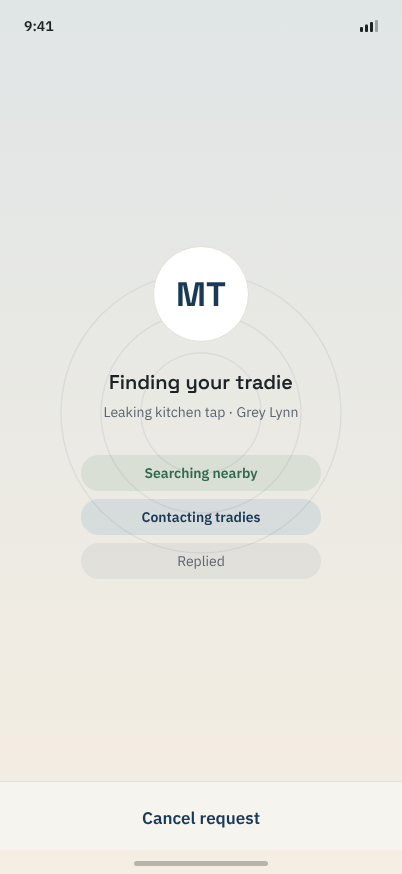 9:41
MT
Finding your tradie
Leaking kitchen tap · Grey Lynn
Searching nearby
Contacting tradies
Replied
Cancel request